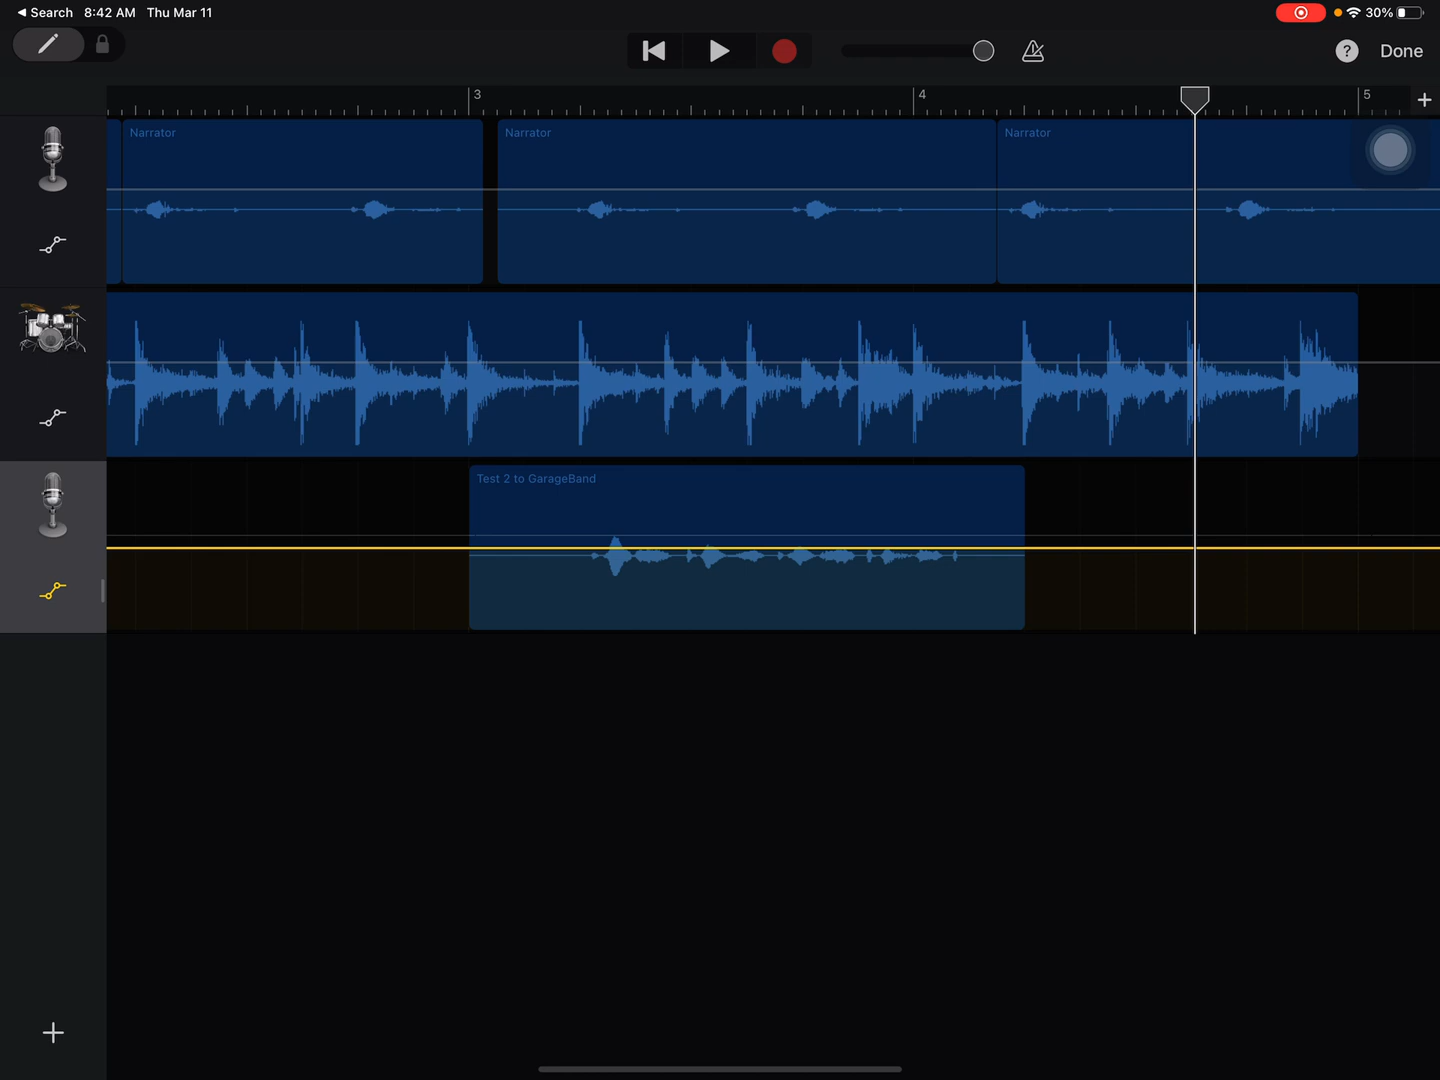 ◀ Search 8:42 AM Thu Mar 11 30%
? Done
3 4 5
Narrator Narrator Narrator
Test 2 to GarageBand